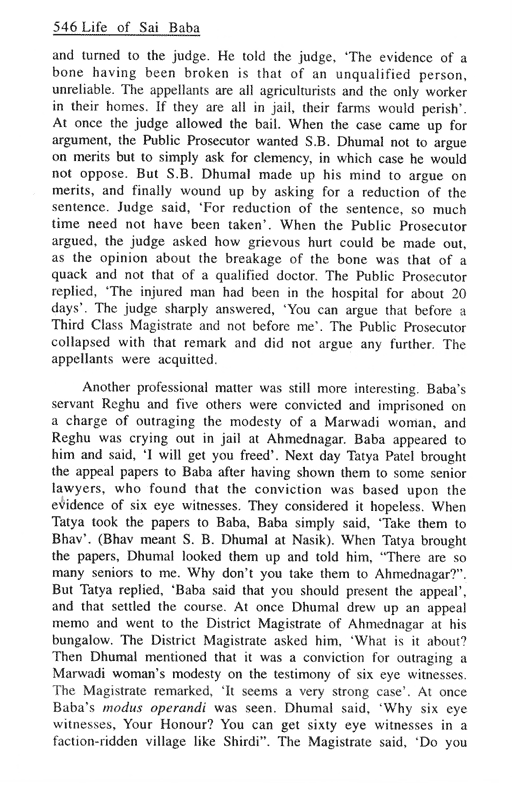 546 Life of Sai Baba
and turned to the judge. He told the judge, ‘The evidence of a
bone having been broken is that of an unqualified person,
unreliable. The appellants are all agriculturists and the only worker
in their homes. If they are all in jail, their farms would perish’.
At once the judge allowed the bail. When the case came up for
argument, the Public Prosecutor wanted S.B. Dhumal not to argue
on merits but to simply ask for clemency, in which case he would
not oppose. But S.B. Dhumal made up his mind to argue on
merits, and finally wound up by asking for a reduction of the
sentence. Judge said, ‘For reduction of the sentence, so much
time need not have been taken’. When the Public Prosecutor
argued, the judge asked how grievous hurt could be made out,
as the opinion about the breakage of the bone was that of a
quack and not that of a qualified doctor. The Public Prosecutor
replied, ‘The injured man had been in the hospital for about 20
days’. The judge sharply answered, ‘You can argue that before a
Third Class Magistrate and not before me’. The Public Prosecutor
collapsed with that remark and did not argue any further. The
appellants were acquitted.
Another professional matter was still more interesting. Baba’s
servant Reghu and five others were convicted and imprisoned on
a charge of outraging the modesty of a Marwadi woman, and
Reghu was crying out in jail at Ahmednagar. Baba appeared to
him and said, ‘I will get you freed’. Next day Tatya Patel brought
the appeal papers to Baba after having shown them to some senior
lawyers, who found that the conviction was based upon the
evidence of six eye witnesses. They considered it hopeless. When
Tatya took the papers to Baba, Baba simply said, ‘Take them to
Bhav’. (Bhav meant S. B. Dhumal at Nasik). When Tatya brought
the papers, Dhumal looked them up and told him, “There are so
many seniors to me. Why don’t you take them to Ahmednagar?”.
But Tatya replied, ‘Baba said that you should present the appeal’,
and that settled the course. At once Dhumal drew up an appeal
memo and went to the District Magistrate of Ahmednagar at his
bungalow. The District Magistrate asked him, ‘What is it about?
Then Dhumal mentioned that it was a conviction for outraging a
Marwadi woman’s modesty on the testimony of six eye witnesses.
The Magistrate remarked, ‘It seems a very strong case’. At once
Baba’s modus operandi was seen. Dhumal said, ‘Why six eye
witnesses, Your Honour? You can get sixty eye witnesses in a
faction-ridden village like Shirdi”. The Magistrate said, ‘Do you